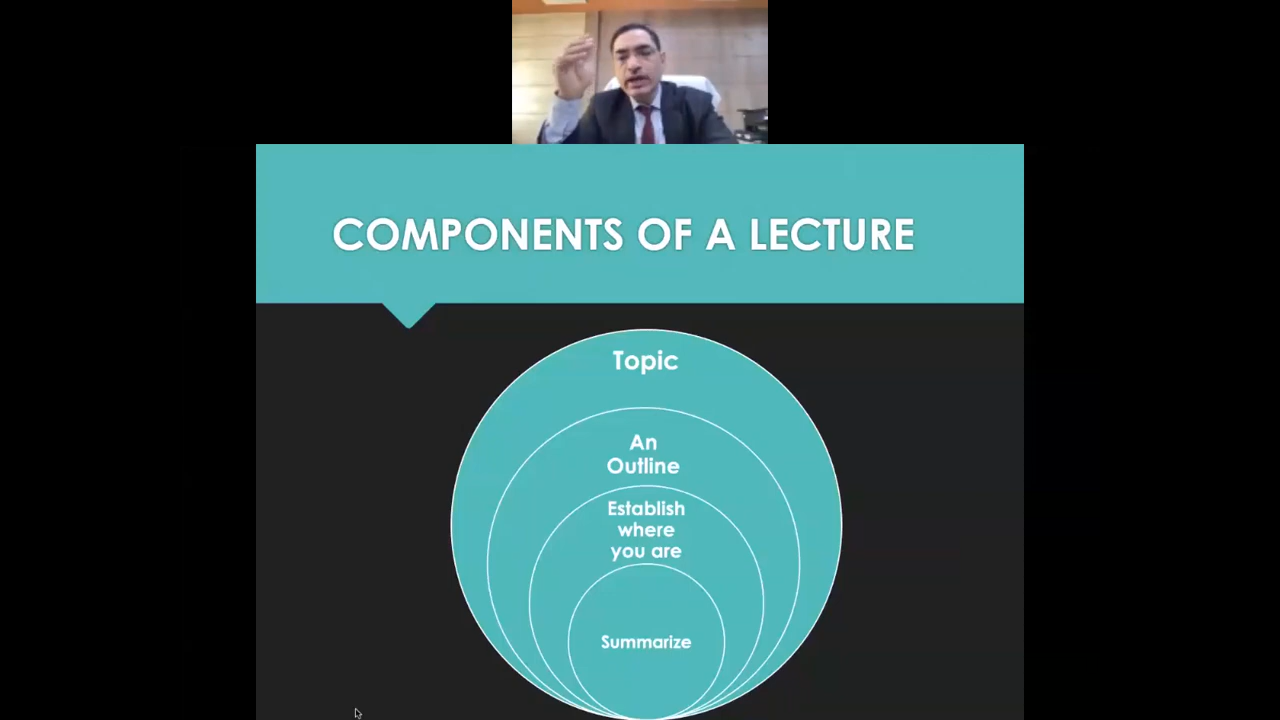 COMPONENTS OF A LECTURE
Topic
An
Outline
Establish
where
you are
Summarize